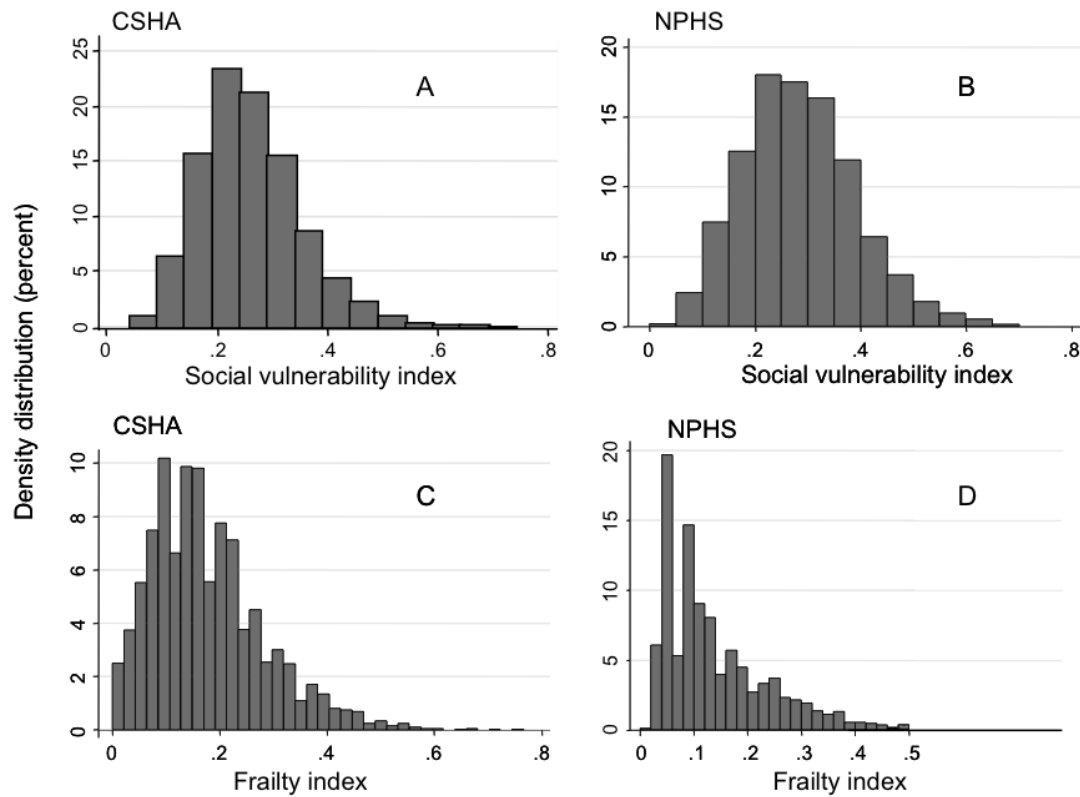 Density distribution (percent)
CSHA
A
25
20
15
10
5
0
0 .2 .4 .6 .8
Social vulnerability index
NPHS
B
20
15
10
5
0
0 .2 .4 .6 .8
Social vulnerability index
CSHA
C
10
8
6
4
2
0
0 .2 .4 .6 .8
Frailty index
NPHS
D
20
15
10
5
0
0 .1 .2 .3 .4 .5
Frailty index